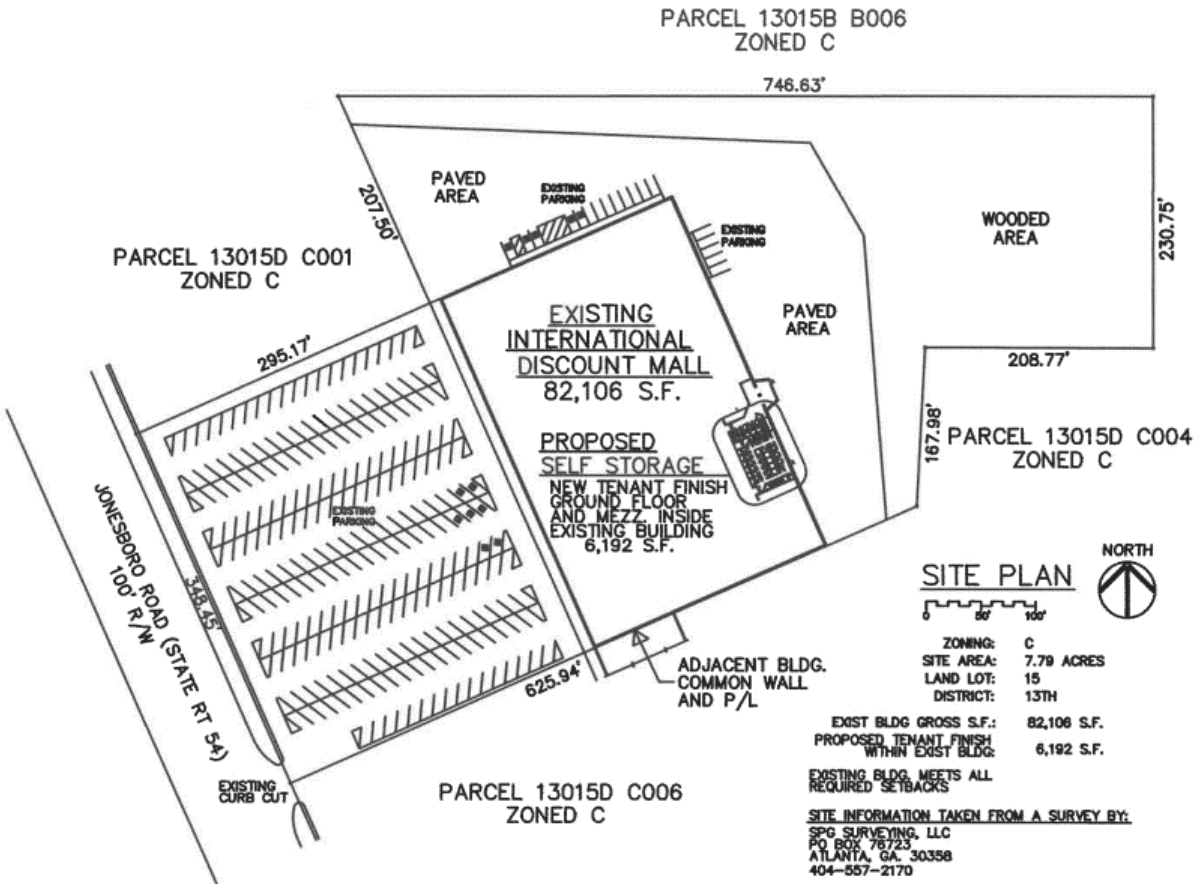 PARCEL 13015B B006
ZONED C
746.63'
PAVED
AREA
EXISTING
PARKING
207.50'
EXISTING
PARKING
WOODED
AREA
230.75'
PARCEL 13015D C001
ZONED C
PAVED
AREA
EXISTING
INTERNATIONAL
DISCOUNT MALL
82,106 S.F.
295.17'
208.77'
167.98'
PARCEL 13015D C004
ZONED C
PROPOSED
SELF STORAGE
NEW TENANT FINISH
GROUND FLOOR
AND MEZZ. INSIDE
EXISTING BUILDING
6,192 S.F.
EXISTING
PARKING
JONESBORO ROAD (STATE RT 54)
100' R/W
348.45'
625.94'
ADJACENT BLDG.
COMMON WALL
AND P/L
EXISTING
CURB CUT
PARCEL 13015D C006
ZONED C
SITE PLAN
NORTH
0 50' 100'
ZONING: C
SITE AREA: 7.79 ACRES
LAND LOT: 15
DISTRICT: 13TH
EXIST BLDG GROSS S.F.: 82,106 S.F.
PROPOSED TENANT FINISH
WITHIN EXIST BLDG: 6,192 S.F.
EXISTING BLDG. MEETS ALL
REQUIRED SETBACKS
SITE INFORMATION TAKEN FROM A SURVEY BY:
SPG SURVEYING, LLC
PO BOX 76723
ATLANTA, GA. 30358
404-557-2170